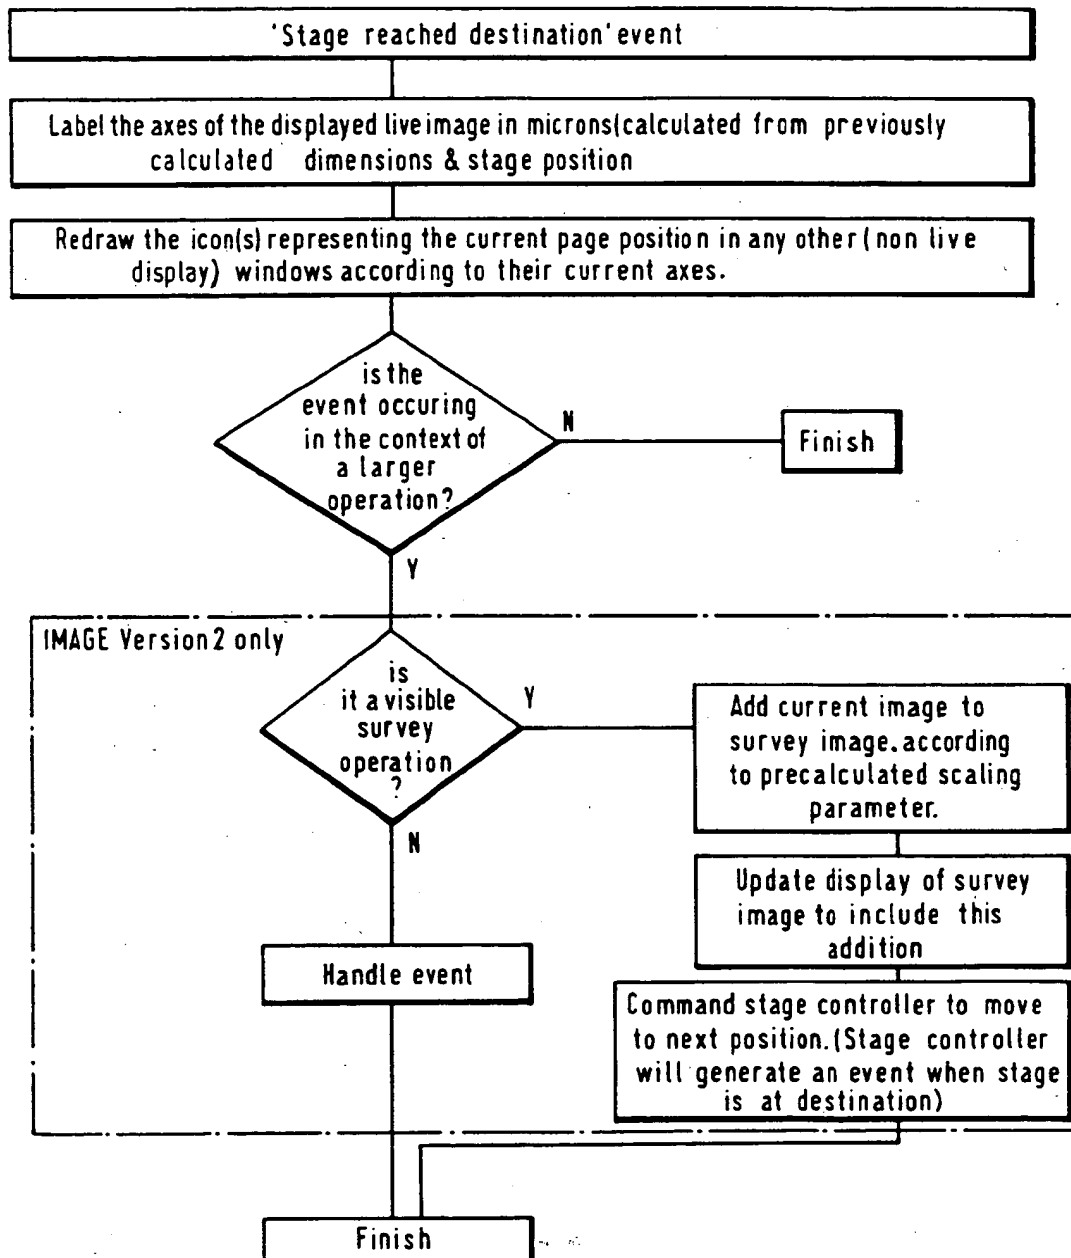 'Stage reached destination' event
Label the axes of the displayed live image in microns(calculated from previously
calculated dimensions & stage position
Redraw the icon(s) representing the current page position in any other (non live
display) windows according to their current axes.
is the
event occuring
in the context of
a larger
operation?
N
Finish
Y
IMAGE Version 2 only
is
it a visible
survey
operation
?
Y
Add current image to
survey image. according
to precalculated scaling
parameter.
N
Update display of survey
image to include this
addition
Handle event
Command stage controller to move
to next position. (Stage controller
will generate an event when stage
is at destination)
Finish